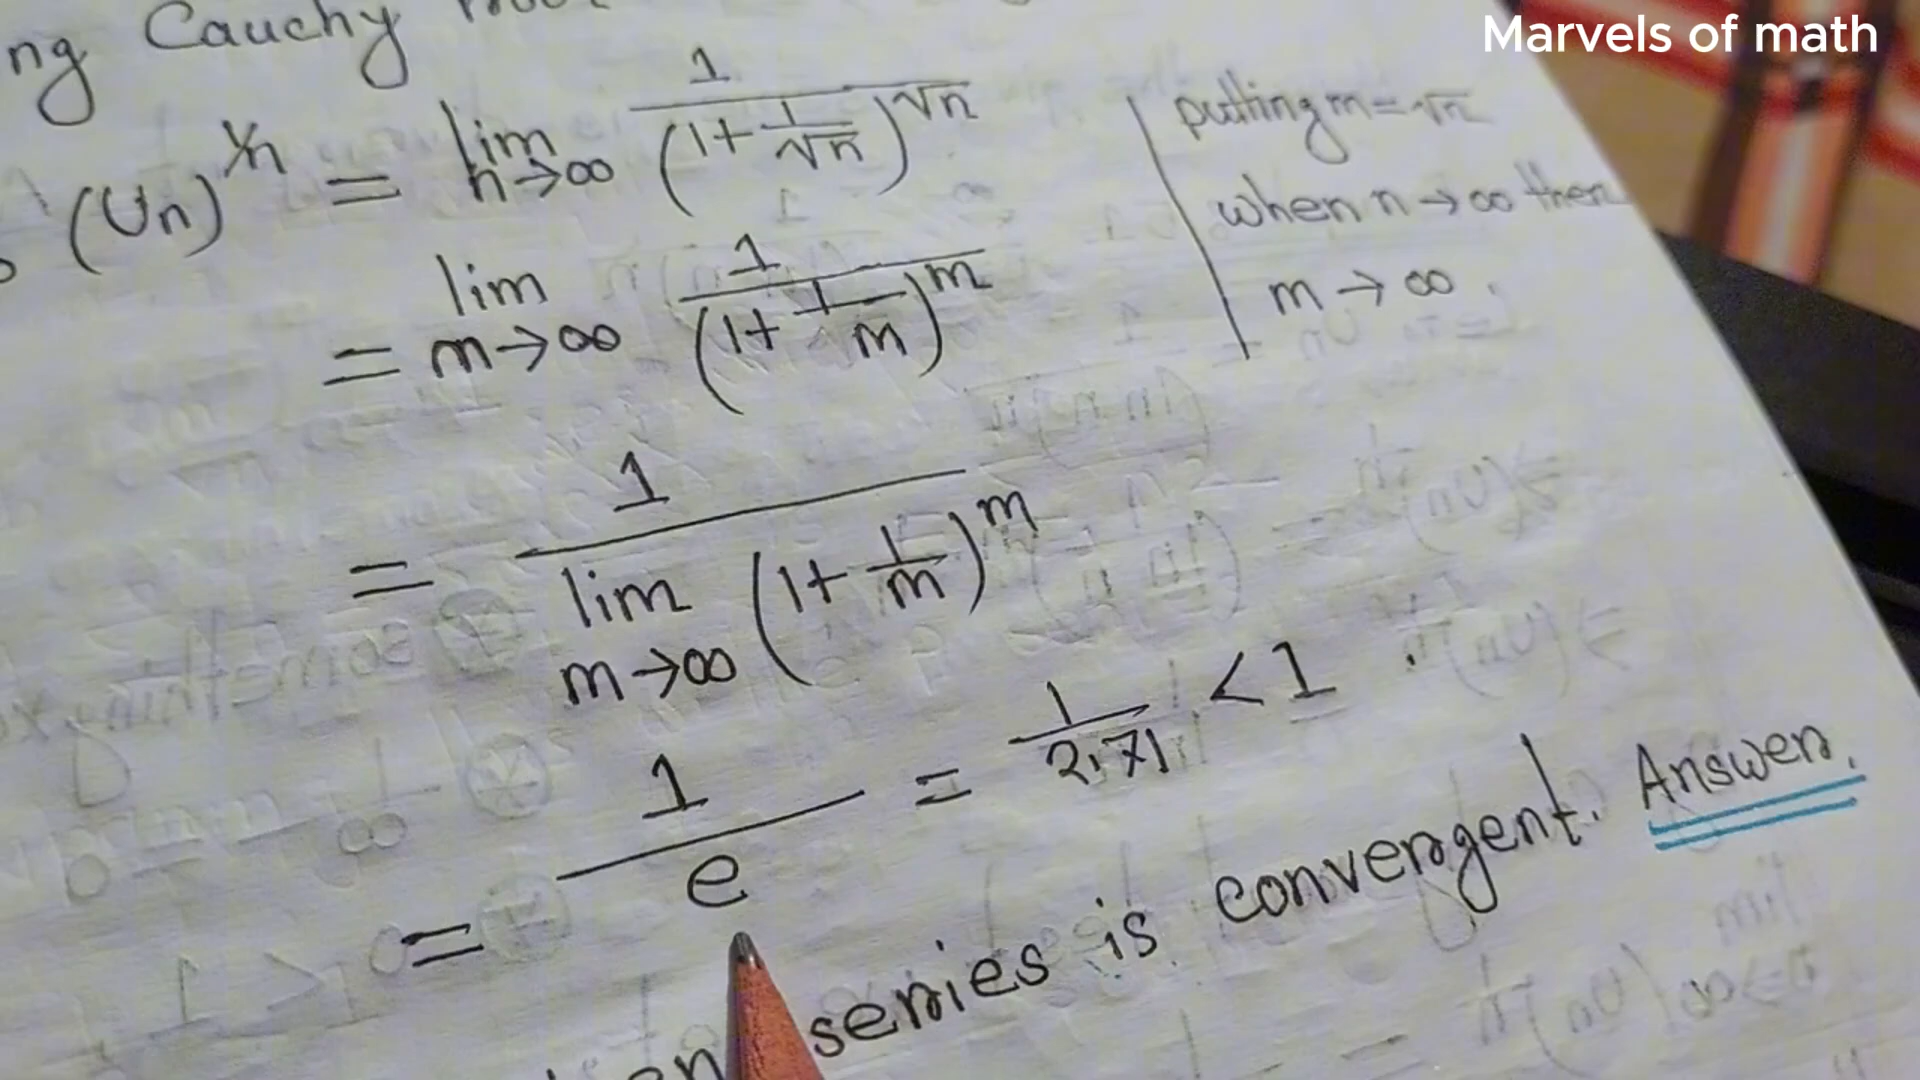 Marvels of math
ng Cauchy
(Un)^1/n = lim n→∞ 1/(1+1/√n)^√n
putting m=√n
when n→∞ then
m→∞.
= lim m→∞ 1/(1+1/m)^m
= 1/lim m→∞ (1+1/m)^m
= 1/e = 1/2.71 <1
series is convergent. Answer.